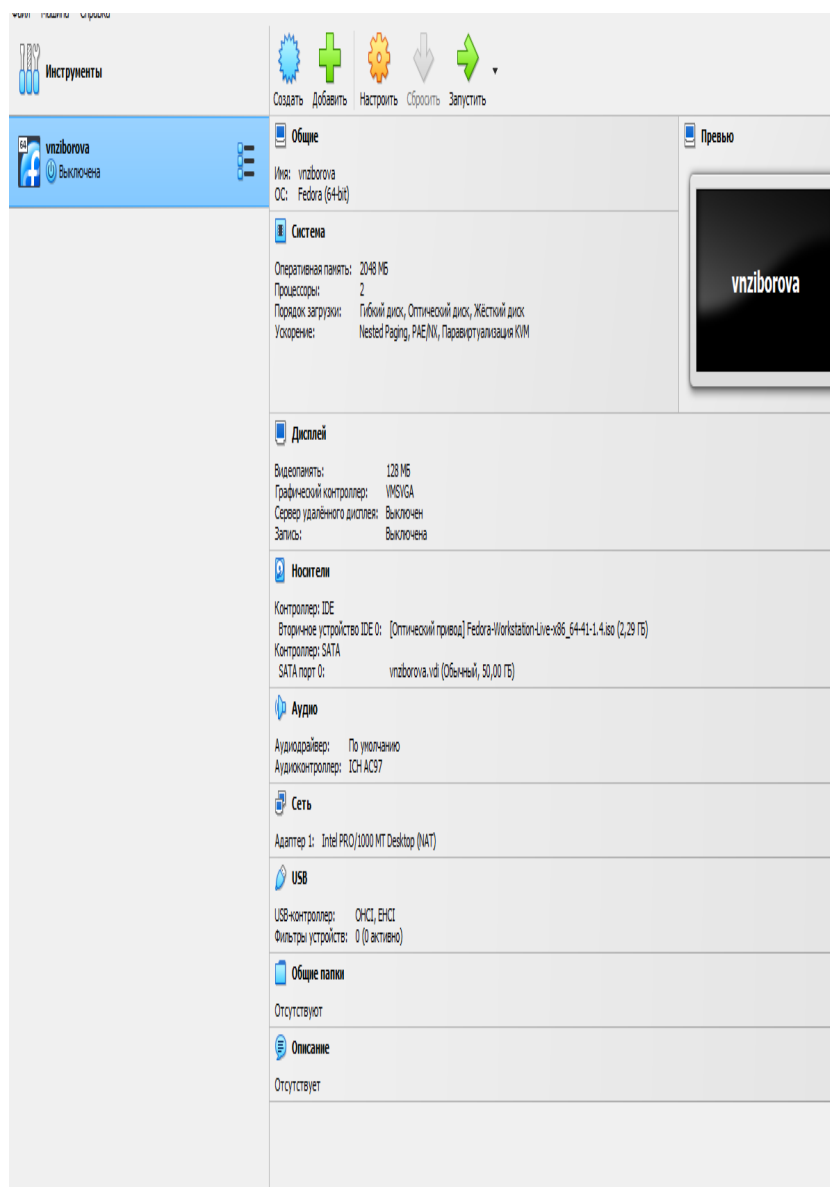 Файл Машина Справка
Инструменты
Создать Добавить Настроить Сбросить Запустить
64
vnziborova
Выключена
Общие
Имя: vnziborova
ОС: Fedora (64-bit)
Превью
vnziborova
Система
Оперативная память: 2048 МБ
Процессоры: 2
Порядок загрузки: Гибкий диск, Оптический диск, Жёсткий диск
Ускорение: Nested Paging, PAE/NX, Паравиртуализация KVM
Дисплей
Видеопамять: 128 МБ
Графический контроллер: VMSVGA
Сервер удалённого дисплея: Выключен
Запись: Выключена
Носители
Контроллер: IDE
Вторичное устройство IDE 0: [Оптический привод] Fedora-Workstation-Live-x86_64-41-1.4.iso (2,29 ГБ)
Контроллер: SATA
SATA порт 0: vnziborova.vdi (Обычный, 50,00 ГБ)
Аудио
Аудиодрайвер: По умолчанию
Аудиоконтроллер: ICH AC97
Сеть
Адаптер 1: Intel PRO/1000 MT Desktop (NAT)
USB
USB-контроллер: OHCI, EHCI
Фильтры устройств: 0 (0 активно)
Общие папки
Отсутствуют
Описание
Отсутствует